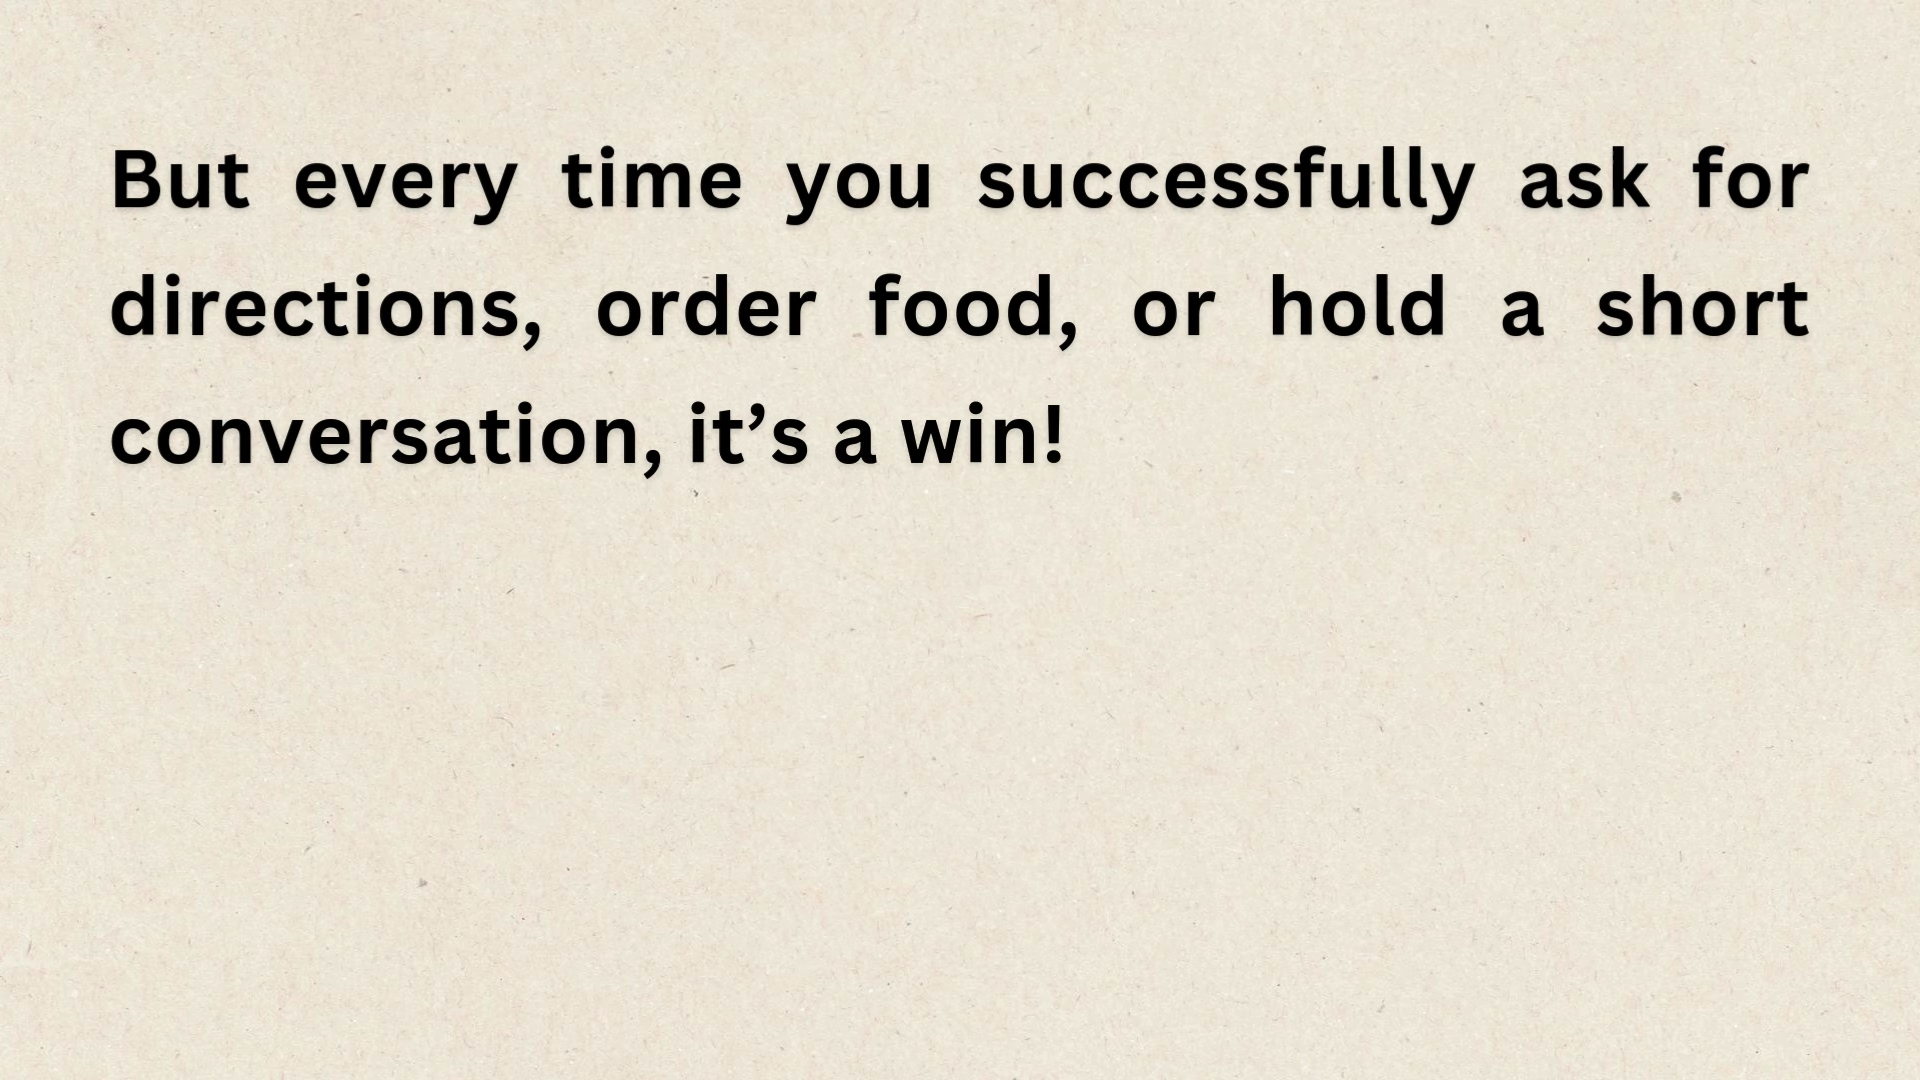 But every time you successfully ask for
directions, order food, or hold a short
conversation, it’s a win!